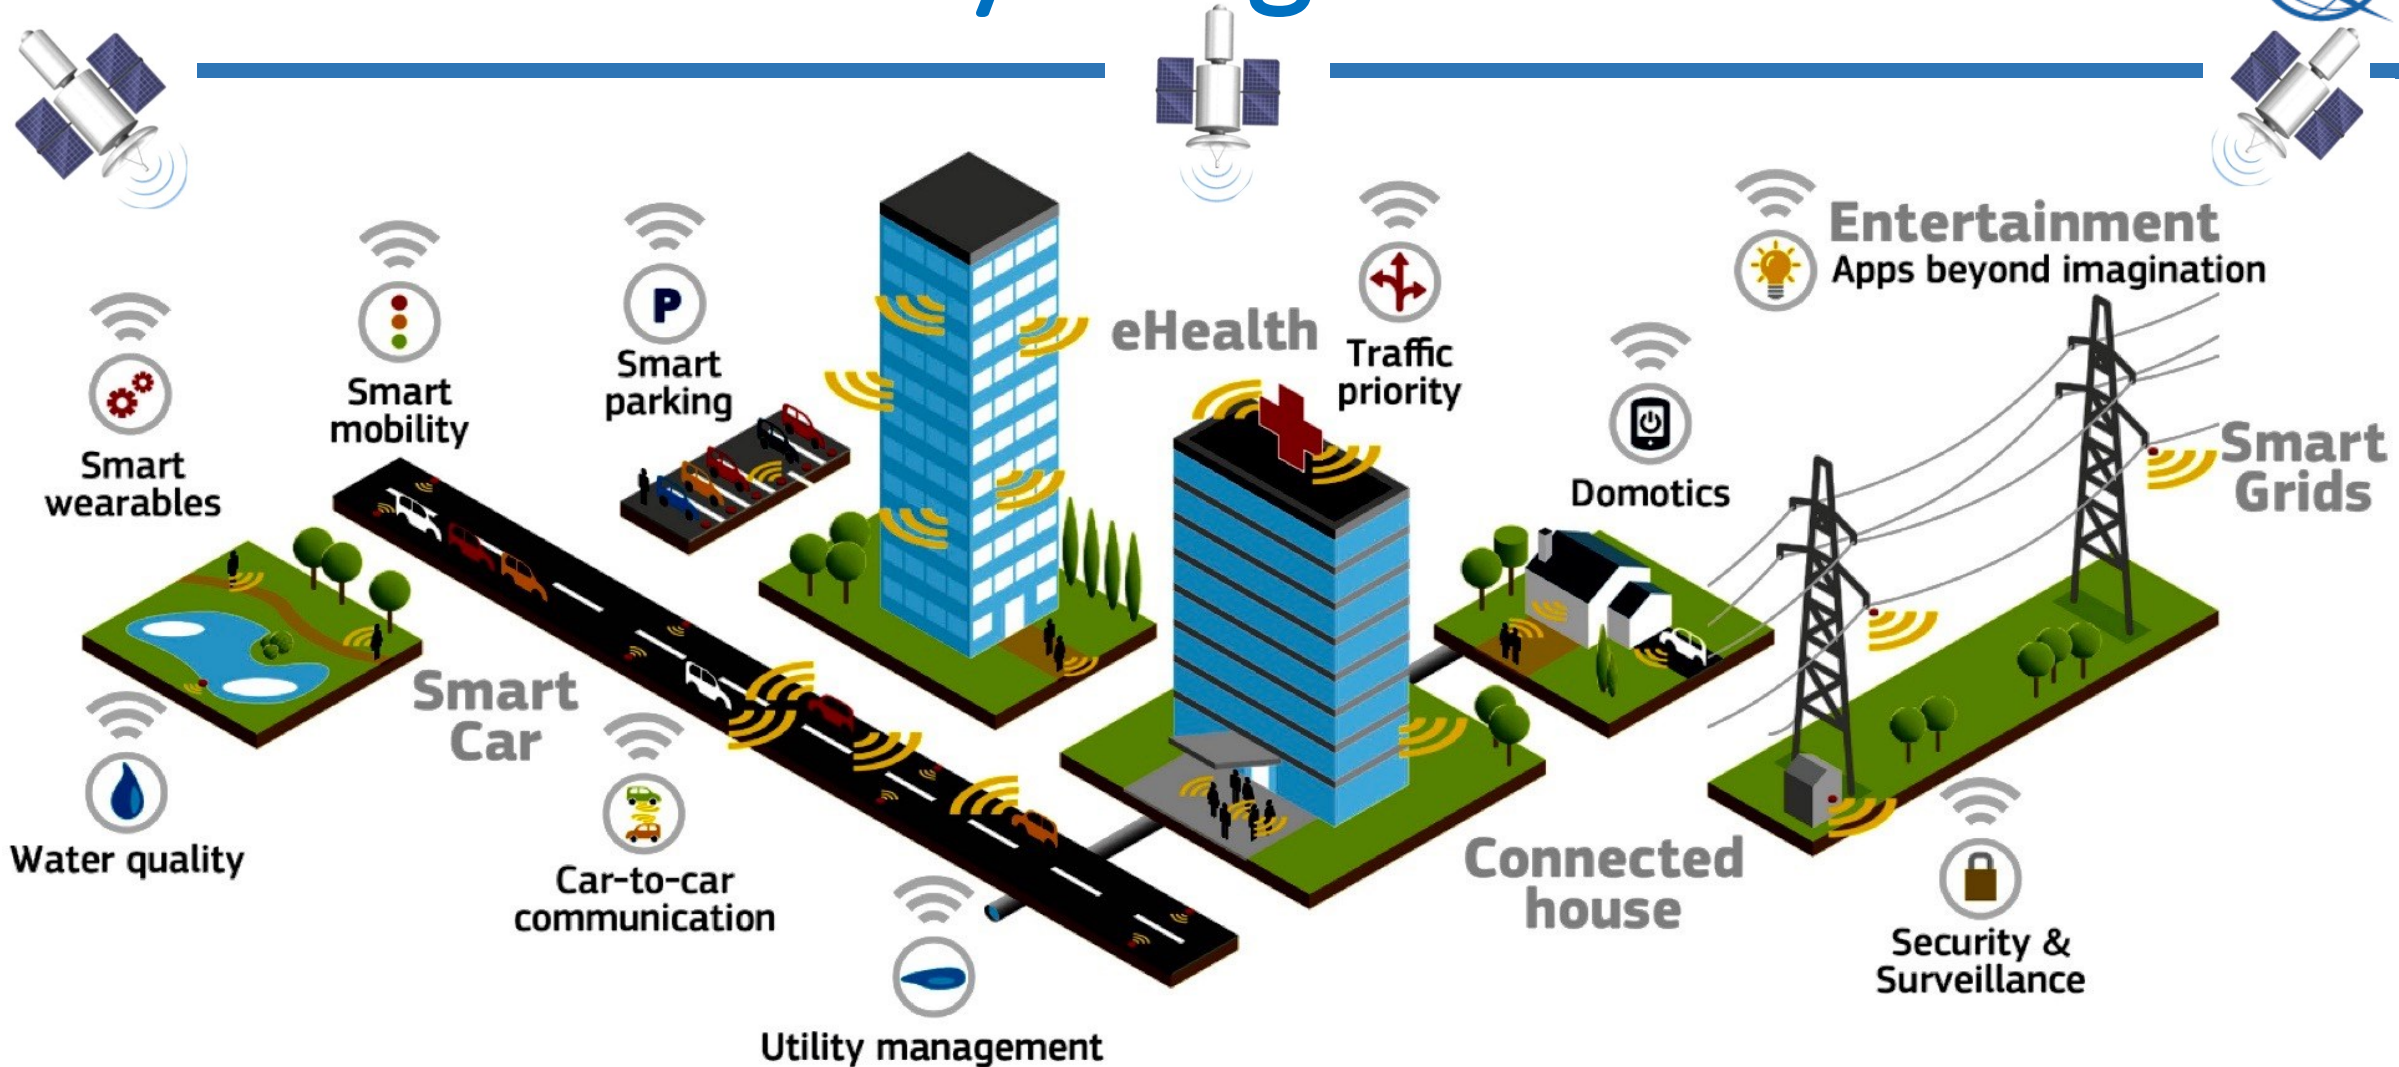 Entertainment
Apps beyond imagination
eHealth
Traffic
priority
Smart
parking
Smart
mobility
Smart
wearables
Domotics
Smart
Grids
P
Smart
Car
Water quality
Car-to-car
communication
Connected
house
Security &
Surveillance
Utility management